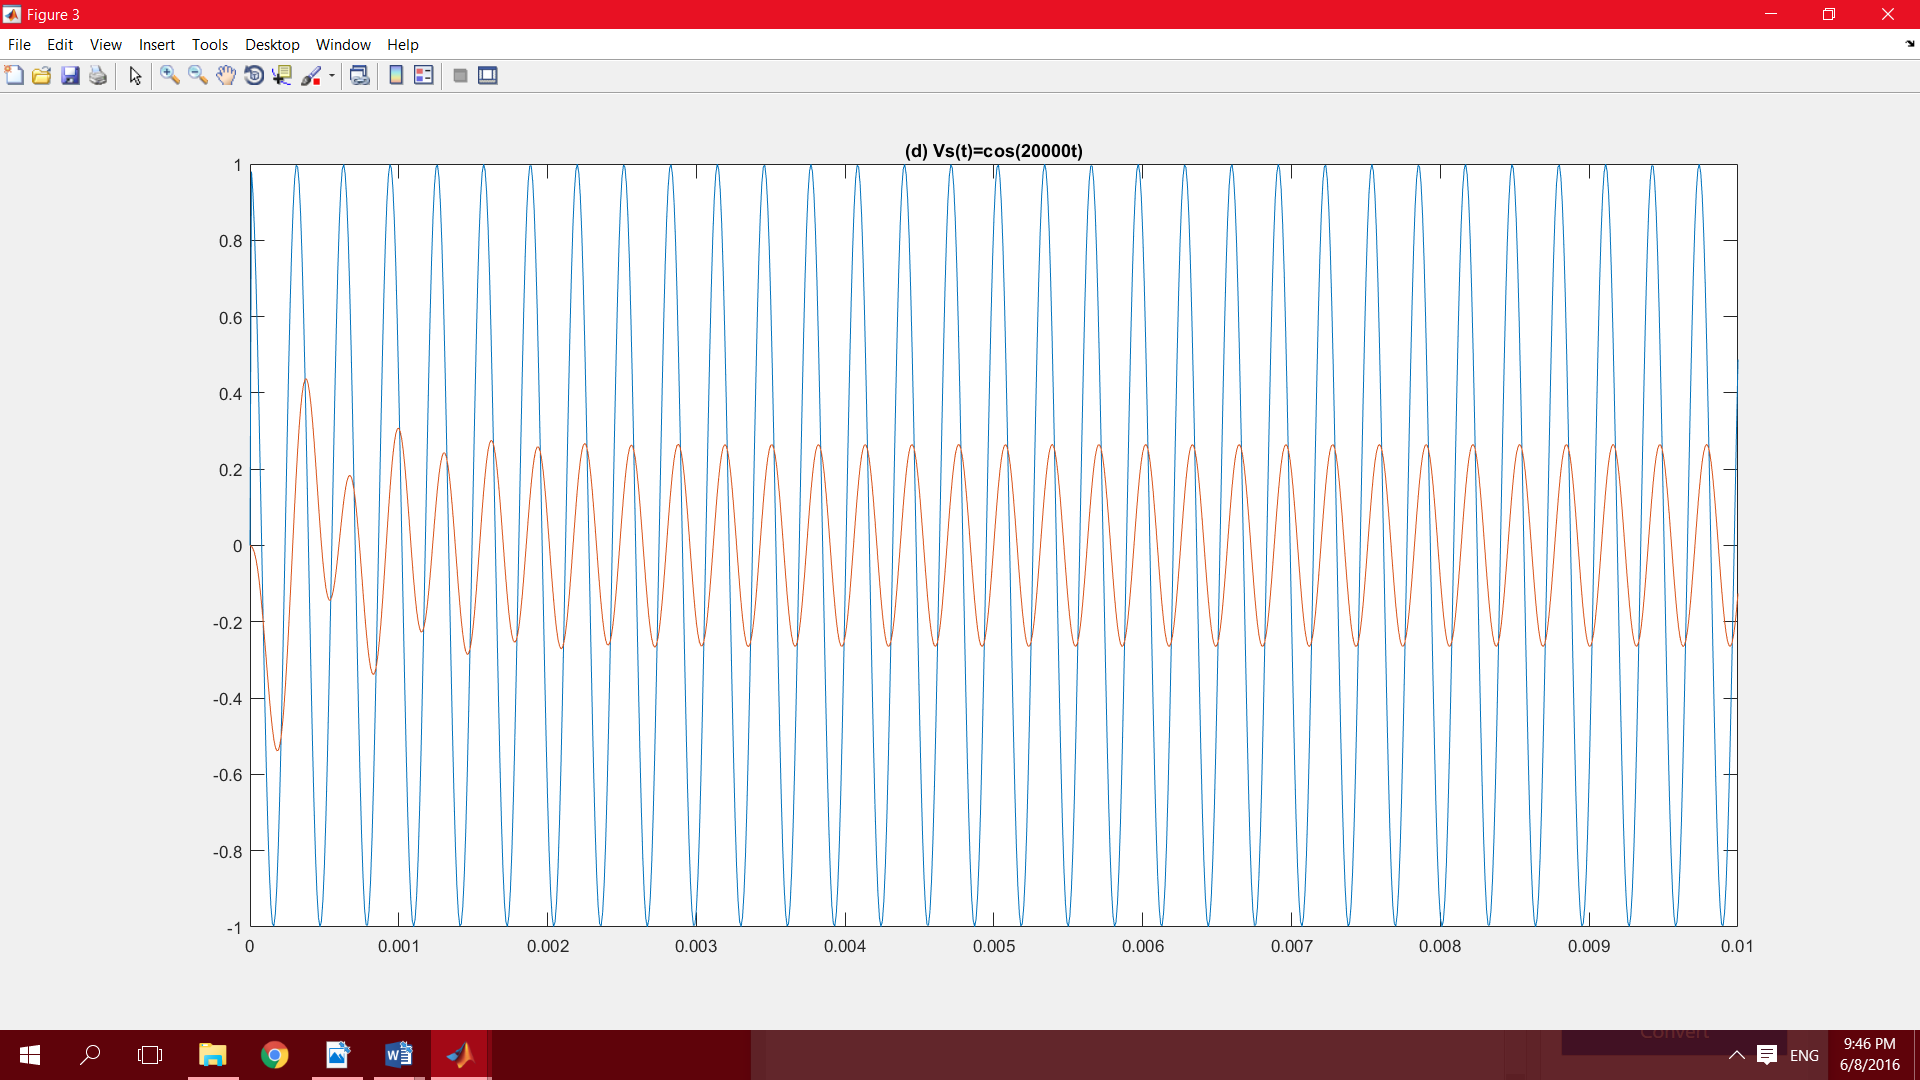 Figure 3
File Edit View Insert Tools Desktop Window Help
(d) Vs(t)=cos(20000t)
1
0.8
0.6
0.4
0.2
0
-0.2
-0.4
-0.6
-0.8
-1
0 0.001 0.002 0.003 0.004 0.005 0.006 0.007 0.008 0.009 0.01
Convert
ENG
9:46 PM
6/8/2016